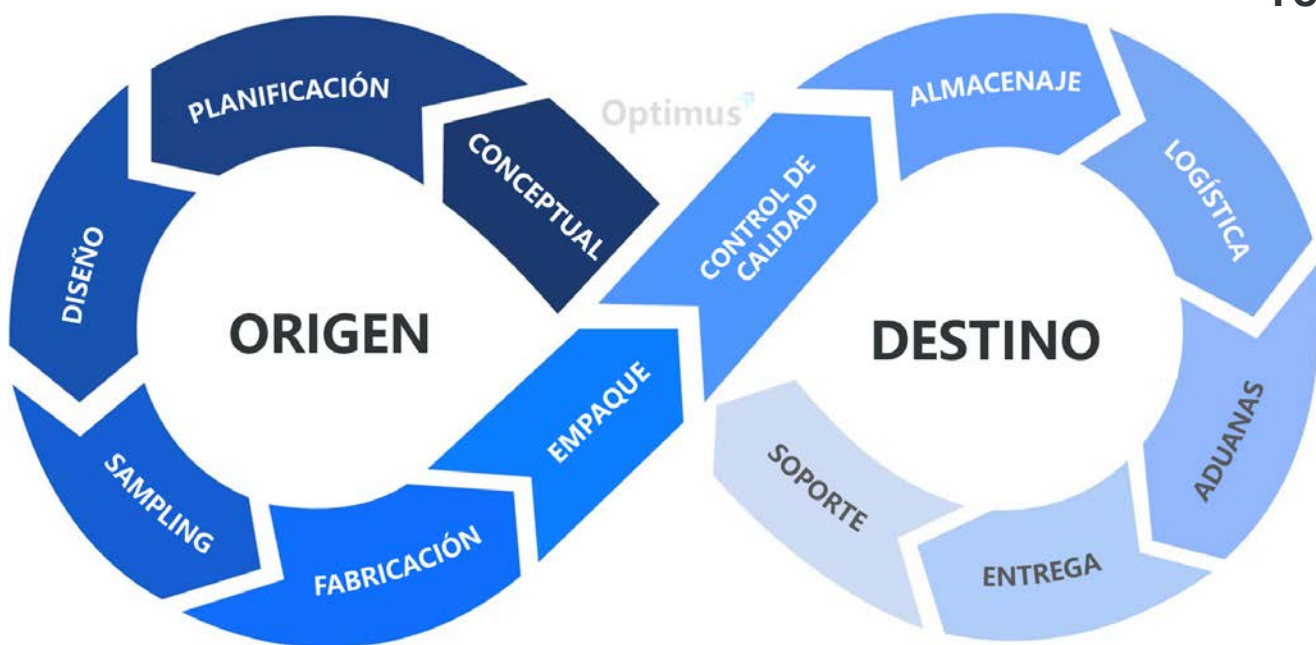 CONCEPTUAL
PLANIFICACIÓN
DISEÑO
SAMPLING
FABRICACIÓN
EMPAQUE
CONTROL DE
CALIDAD
ALMACENAJE
LOGÍSTICA
ADUANAS
ENTREGA
SOPORTE
ORIGEN
DESTINO
Optimus